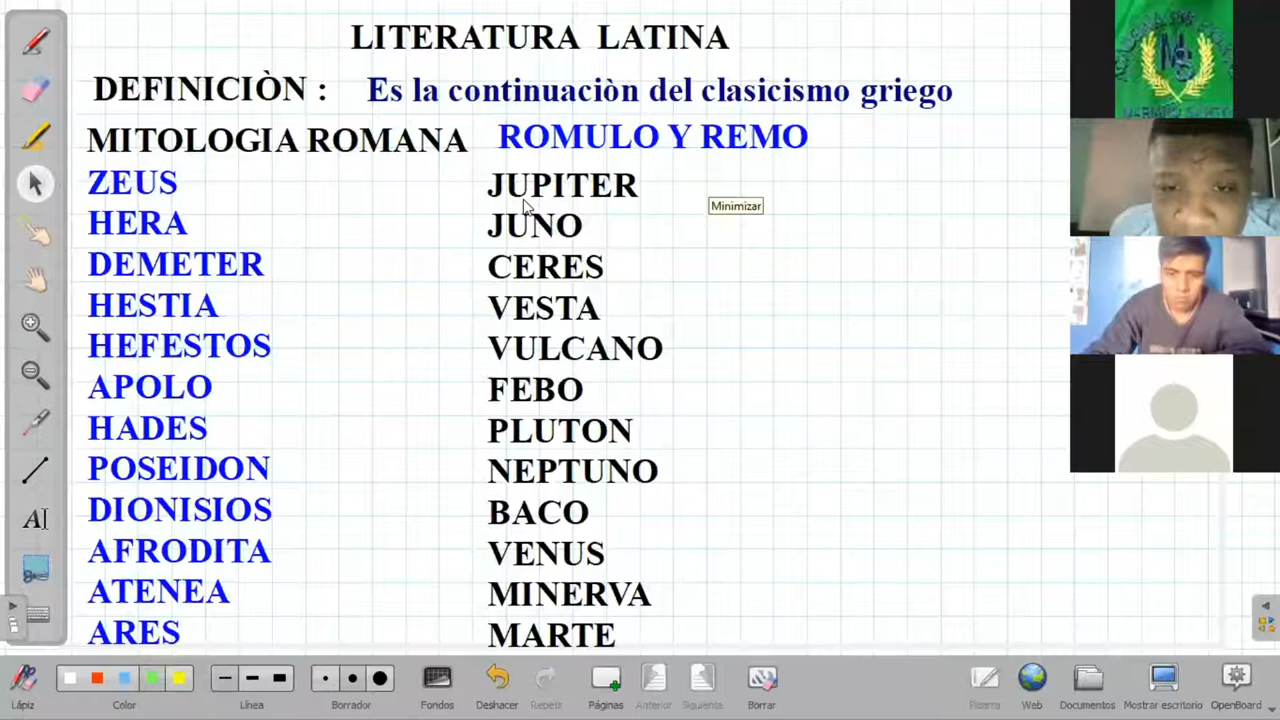 LITERATURA LATINA
DEFINICIÒN : Es la continuaciòn del clasicismo griego
MITOLOGIA ROMANA ROMULO Y REMO
ZEUS JUPITER
Minimizar
HERA JUNO
DEMETER CERES
HESTIA VESTA
HEFESTOS VULCANO
APOLO FEBO
HADES PLUTON
POSEIDON NEPTUNO
DIONISIOS BACO
AFRODITA VENUS
ATENEA MINERVA
ARES MARTE
Lápiz Color Línea Borrador Fondos Deshacer Repetir Páginas Anterior Siguiente Borrar Pizarra Web Documentos Mostrar escritorio OpenBoard